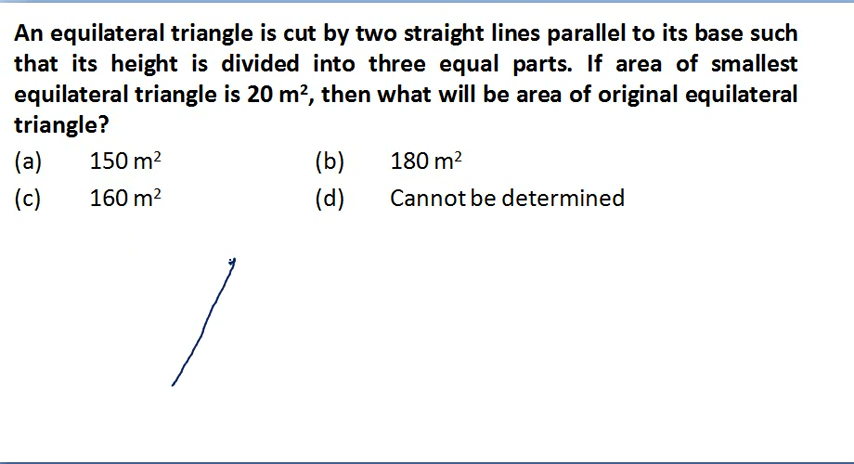 An equilateral triangle is cut by two straight lines parallel to its base such
that its height is divided into three equal parts. If area of smallest
equilateral triangle is 20 m², then what will be area of original equilateral
triangle?
(a) 150 m² (b) 180 m²
(c) 160 m² (d) Cannot be determined